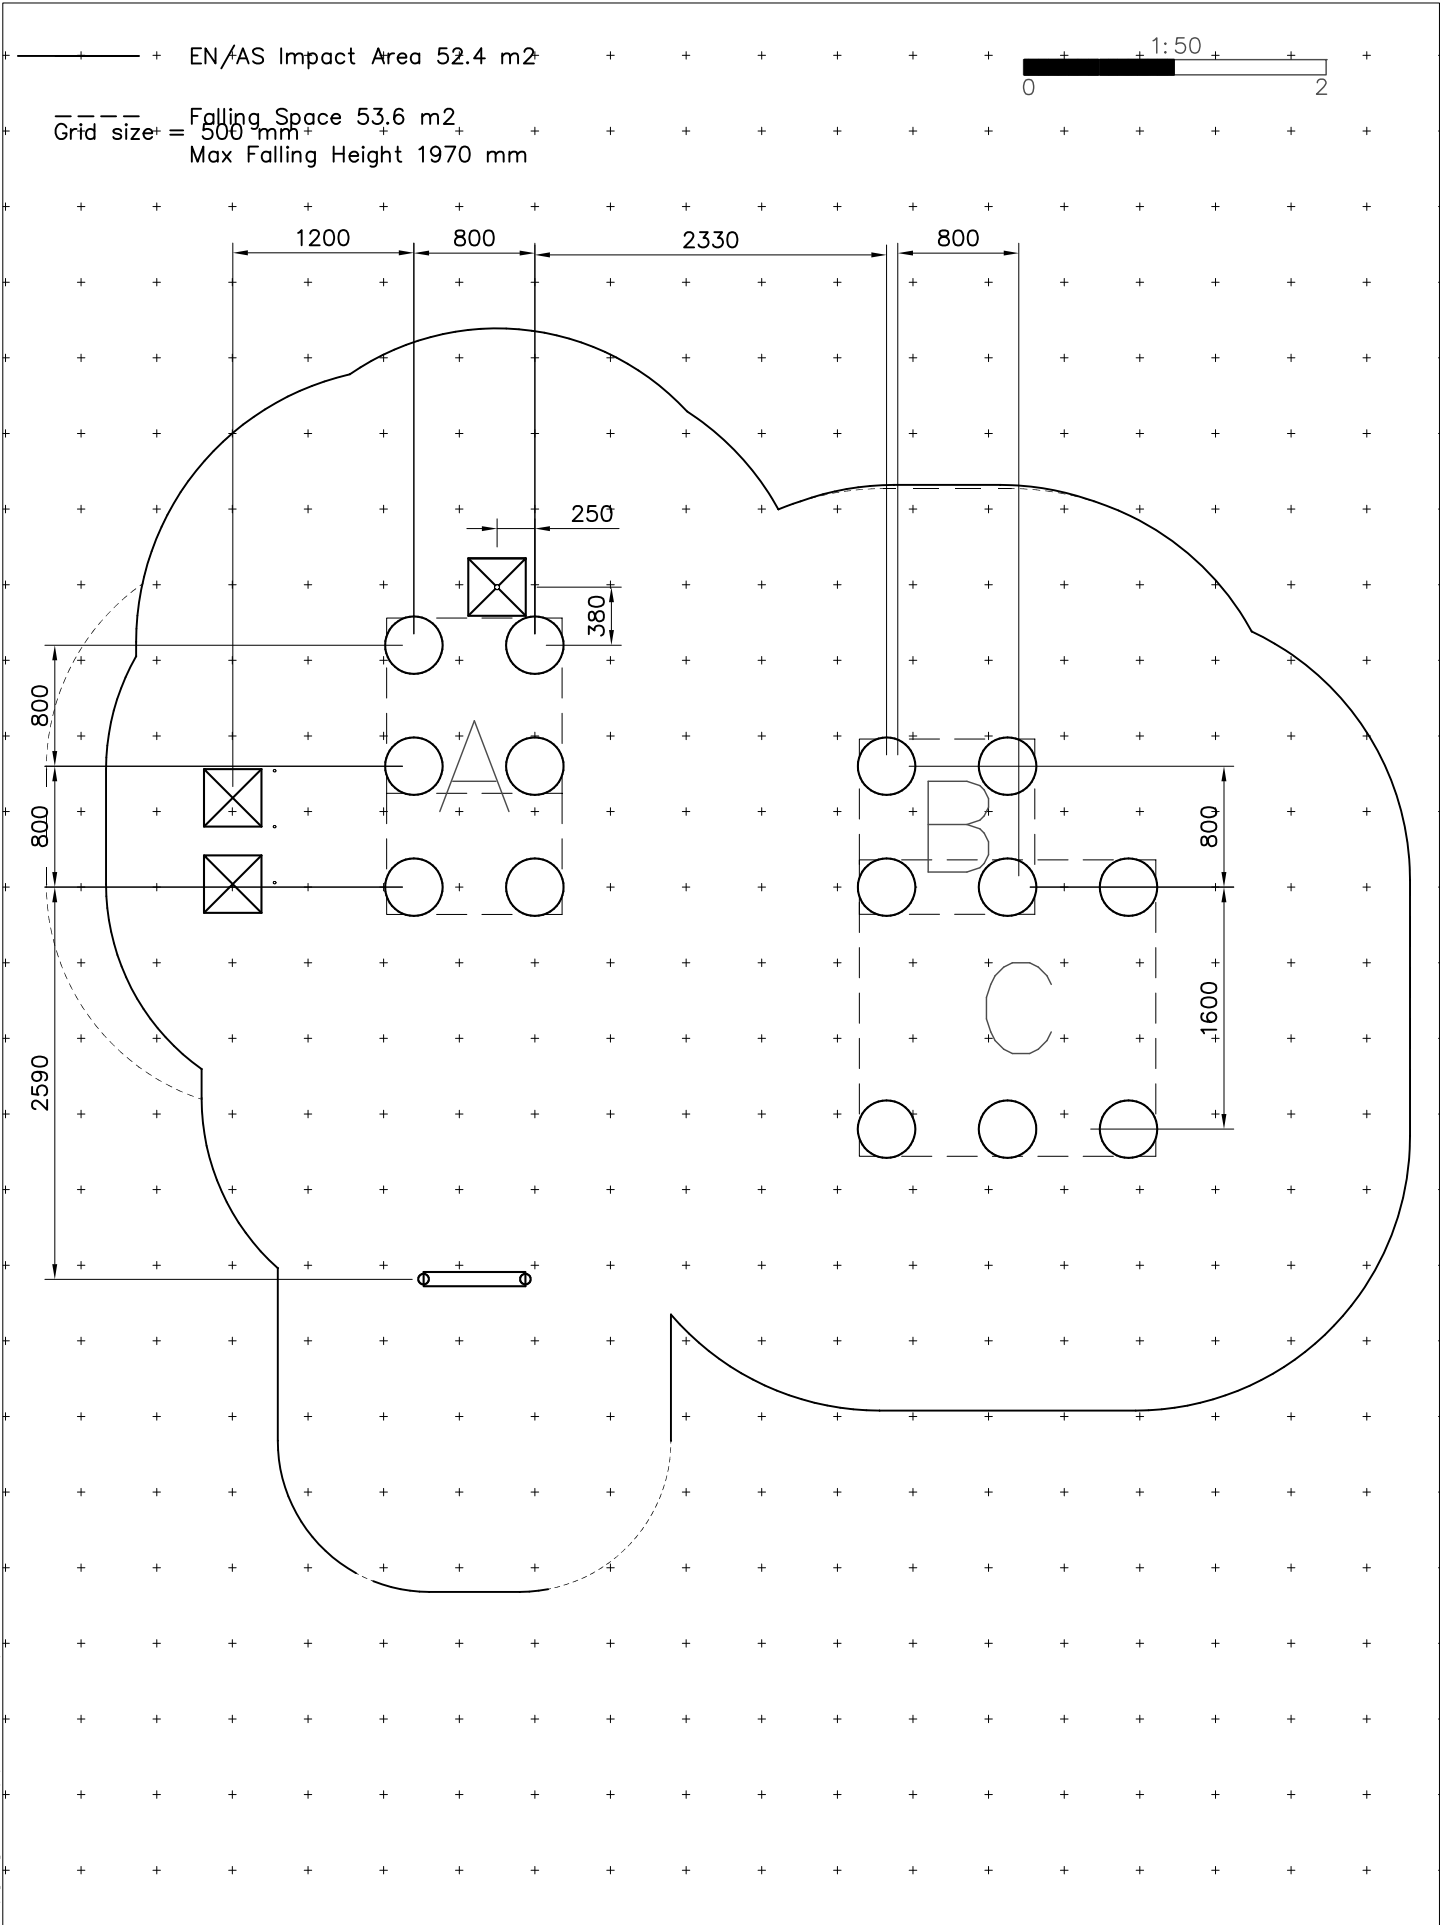 EN/AS Impact Area 52.4 m2
1:50
0 2
Falling Space 53.6 m2
Grid size = 500 mm
Max Falling Height 1970 mm
1200 800 2330 800
250
380
800
A
B
800
800
C
1600
2590